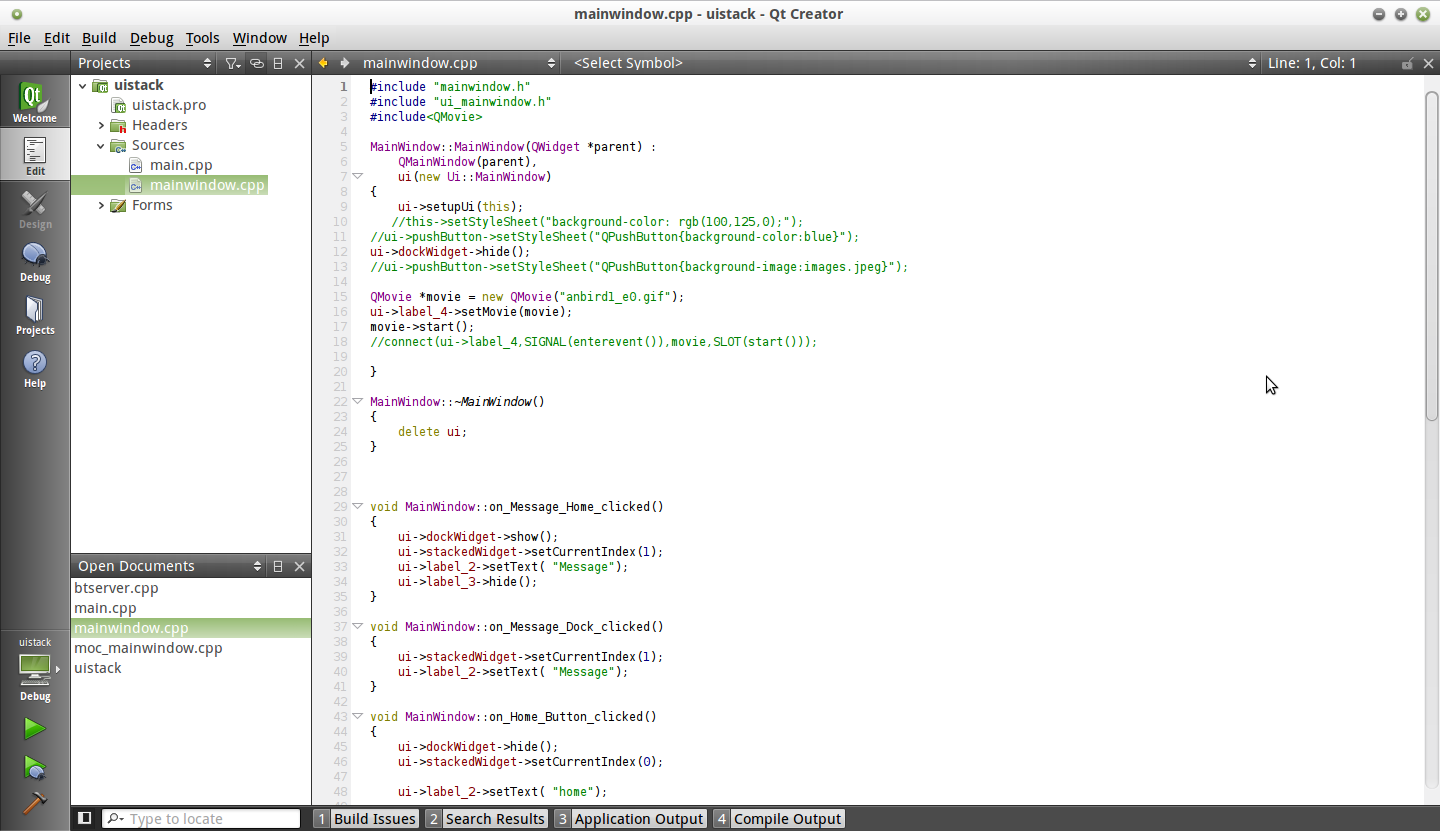 mainwindow.cpp - uistack - Qt Creator
File Edit Build Debug Tools Window Help
Projects
mainwindow.cpp
<Select Symbol>
Line: 1, Col: 1
Qt
Welcome
Edit
Design
Debug
Projects
Help
uistack
Debug
uistack
uistack.pro
Headers
Sources
main.cpp
mainwindow.cpp
Forms
Open Documents
btserver.cpp
main.cpp
mainwindow.cpp
moc_mainwindow.cpp
uistack
1 #include "mainwindow.h"
2 #include "ui_mainwindow.h"
3 #include<QMovie>
4
5 MainWindow::MainWindow(QWidget *parent) :
6     QMainWindow(parent),
7     ui(new Ui::MainWindow)
8 {
9     ui->setupUi(this);
10    //this->setStyleSheet("background-color: rgb(100,125,0);");
11 //ui->pushButton->setStyleSheet("QPushButton{background-color:blue}");
12 ui->dockWidget->hide();
13 //ui->pushButton->setStyleSheet("QPushButton{background-image:images.jpeg}");
14
15 QMovie *movie = new QMovie("anbird1_e0.gif");
16 ui->label_4->setMovie(movie);
17 movie->start();
18 //connect(ui->label_4,SIGNAL(enterevent()),movie,SLOT(start()));
19
20 }
21
22 MainWindow::~MainWindow()
23 {
24     delete ui;
25 }
26
27
28
29 void MainWindow::on_Message_Home_clicked()
30 {
31     ui->dockWidget->show();
32     ui->stackedWidget->setCurrentIndex(1);
33     ui->label_2->setText( "Message");
34     ui->label_3->hide();
35 }
36
37 void MainWindow::on_Message_Dock_clicked()
38 {
39     ui->stackedWidget->setCurrentIndex(1);
40     ui->label_2->setText( "Message");
41 }
42
43 void MainWindow::on_Home_Button_clicked()
44 {
45     ui->dockWidget->hide();
46     ui->stackedWidget->setCurrentIndex(0);
47
48     ui->label_2->setText( "home");
Type to locate
1 Build Issues
2 Search Results
3 Application Output
4 Compile Output